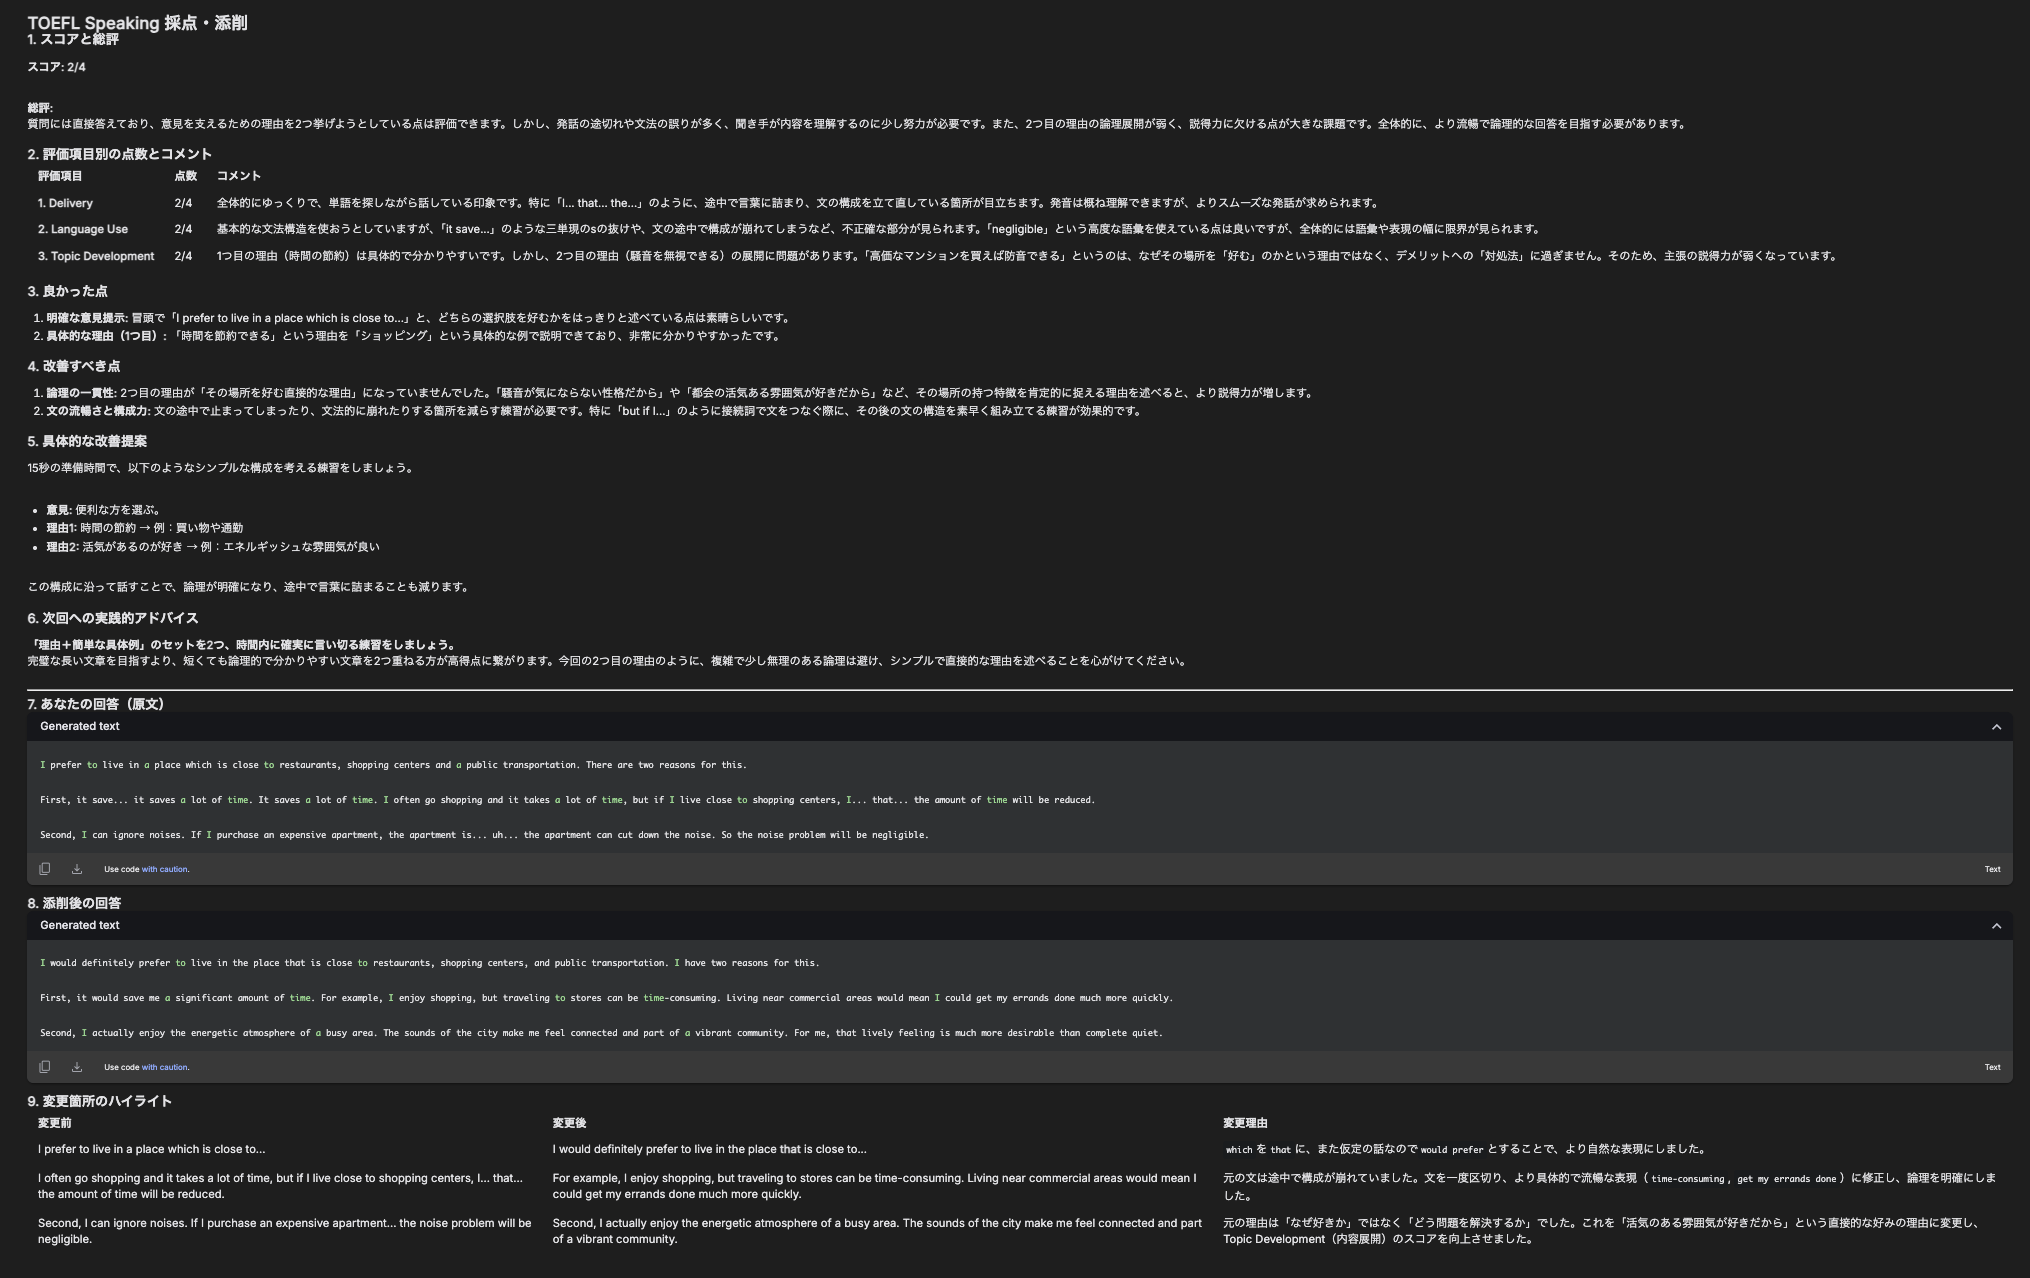 TOEFL Speaking 採点・添削
1. スコアと総評
スコア: 2/4
総評:
質問には直接答えており、意見を支えるための理由を2つ挙げようとしている点は評価できます。しかし、発話の途切れや文法の誤りが多く、聞き手が内容を理解するのに少し努力が必要です。また、2つ目の理由の論理展開が弱く、説得力に欠ける点が大きな課題です。全体的に、より流暢で論理的な回答を目指す必要があります。
2. 評価項目別の点数とコメント
評価項目 点数 コメント
1. Delivery 2/4 全体的にゆっくりで、単語を探しながら話している印象です。特に「I... that... the...」のように、途中で言葉に詰まり、文の構成を立て直している箇所が目立ちます。発音は概ね理解できますが、よりスムーズな発話が求められます。
2. Language Use 2/4 基本的な文法構造を使おうとしていますが、「it save...」のような三単現のsの抜けや、文の途中で構成が崩れてしまうなど、不正確な部分が見られます。「negligible」という高度な語彙を使えている点は良いですが、全体的には語彙や表現の幅に限界が見られます。
3. Topic Development 2/4 1つ目の理由（時間の節約）は具体的で分かりやすいです。しかし、2つ目の理由（騒音を無視できる）の展開に問題があります。「高価なマンションを買えば防音できる」というのは、なぜその場所を「好む」のかという理由ではなく、デメリットへの「対処法」に過ぎません。そのため、主張の説得力が弱くなっています。
3. 良かった点
1. 明確な意見提示: 冒頭で「I prefer to live in a place which is close to...」と、どちらの選択肢を好むかをはっきりと述べている点は素晴らしいです。
2. 具体的な理由（1つ目）: 「時間を節約できる」という理由を「ショッピング」という具体的な例で説明できており、非常に分かりやすかったです。
4. 改善すべき点
1. 論理の一貫性: 2つ目の理由が「その場所を好む直接的な理由」になっていませんでした。「騒音が気にならない性格だから」や「都会の活気ある雰囲気が好きだから」など、その場所の持つ特徴を肯定的に捉える理由を述べると、より説得力が増します。
2. 文の流暢さと構成力: 文の途中で止まってしまったり、文法的に崩れたりする箇所を減らす練習が必要です。特に「but if I...」のように接続詞で文をつなぐ際に、その後の文の構造を素早く組み立てる練習が効果的です。
5. 具体的な改善提案
15秒の準備時間で、以下のようなシンプルな構成を考える練習をしましょう。
• 意見: 便利な方を選ぶ。
• 理由1: 時間の節約 → 例：買い物や通勤
• 理由2: 活気があるのが好き → 例：エネルギッシュな雰囲気が良い
この構成に沿って話すことで、論理が明確になり、途中で言葉に詰まることも減ります。
6. 次回への実践的アドバイス
「理由＋簡単な具体例」のセットを2つ、時間内に確実に言い切る練習をしましょう。
完璧な長い文章を目指すより、短くても論理的で分かりやすい文章を2つ重ねる方が高得点に繋がります。今回の2つ目の理由のように、複雑で少し無理のある論理は避け、シンプルで直接的な理由を述べることを心がけてください。
7. あなたの回答（原文）
Generated text
I prefer to live in a place which is close to restaurants, shopping centers and a public transportation. There are two reasons for this.
First, it save... it saves a lot of time. It saves a lot of time. I often go shopping and it takes a lot of time, but if I live close to shopping centers, I... that... the amount of time will be reduced.
Second, I can ignore noises. If I purchase an expensive apartment, the apartment is... uh... the apartment can cut down the noise. So the noise problem will be negligible.
Use code with caution. Text
8. 添削後の回答
Generated text
I would definitely prefer to live in the place that is close to restaurants, shopping centers, and public transportation. I have two reasons for this.
First, it would save me a significant amount of time. For example, I enjoy shopping, but traveling to stores can be time-consuming. Living near commercial areas would mean I could get my errands done much more quickly.
Second, I actually enjoy the energetic atmosphere of a busy area. The sounds of the city make me feel connected and part of a vibrant community. For me, that lively feeling is much more desirable than complete quiet.
Use code with caution. Text
9. 変更箇所のハイライト
変更前 変更後 変更理由
I prefer to live in a place which is close to... I would definitely prefer to live in the place that is close to... which を that に、また仮定の話なので would prefer とすることで、より自然な表現にしました。
I often go shopping and it takes a lot of time, but if I live close to shopping centers, I... that...
the amount of time will be reduced.
For example, I enjoy shopping, but traveling to stores can be time-consuming. Living near commercial areas would mean I
could get my errands done much more quickly.
元の文は途中で構成が崩れていました。文を一度区切り、より具体的で流暢な表現（ time-consuming, get my errands done ）に修正し、論理を明確にしま
した。
Second, I can ignore noises. If I purchase an expensive apartment... the noise problem will be
negligible.
Second, I actually enjoy the energetic atmosphere of a busy area. The sounds of the city make me feel connected and part
of a vibrant community.
元の理由は「なぜ好きか」ではなく「どう問題を解決するか」でした。これを「活気のある雰囲気が好きだから」という直接的な好みの理由に変更し、
Topic Development（内容展開）のスコアを向上させました。